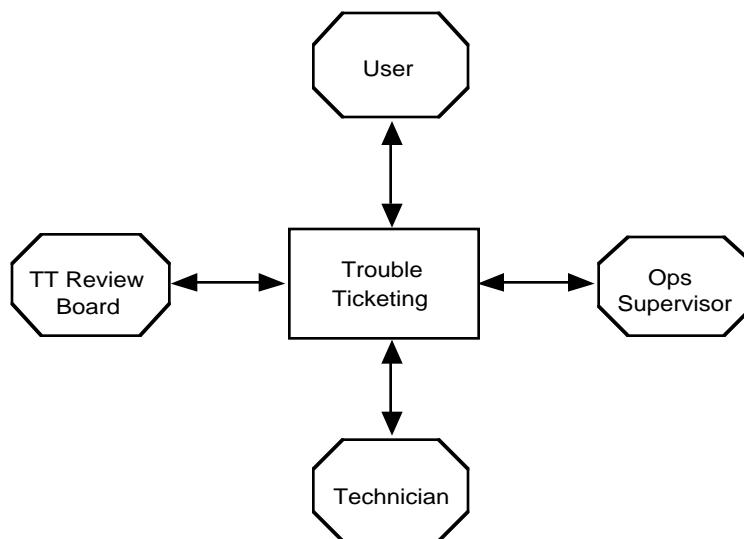 User
TT Review
Board
Trouble
Ticketing
Ops
Supervisor
Technician